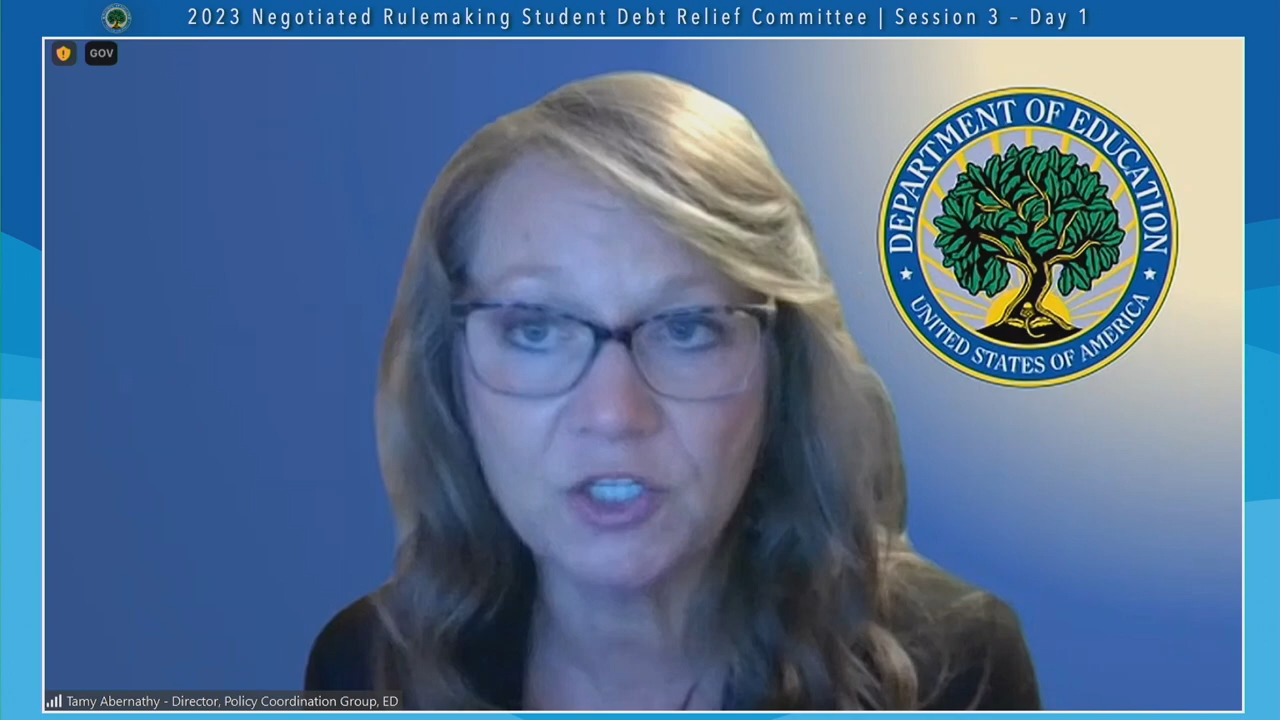 2023 Negotiated Rulemaking Student Debt Relief Committee | Session 3 – Day 1
GOV
DEPARTMENT OF EDUCATION
UNITED STATES OF AMERICA
Tamy Abernathy - Director, Policy Coordination Group, ED